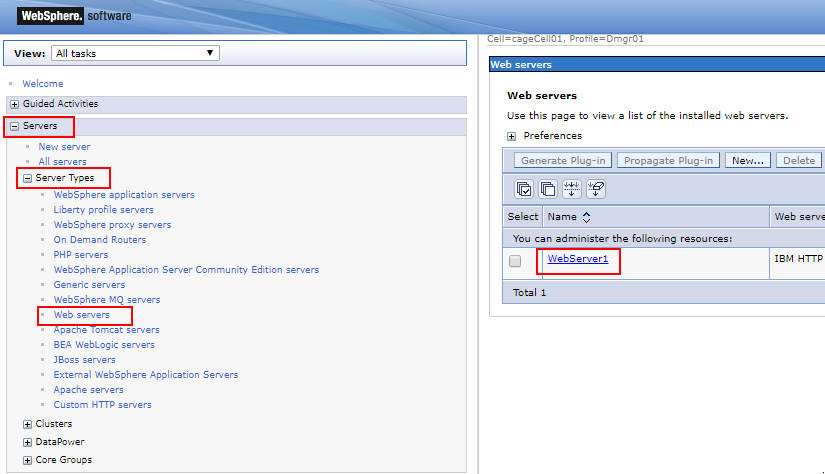 WebSphere. software
View: All tasks
Welcome
Guided Activities
Servers
New server
All servers
Server Types
WebSphere application servers
Liberty profile servers
WebSphere proxy servers
On Demand Routers
PHP servers
WebSphere Application Server Community Edition servers
Generic servers
WebSphere MQ servers
Web servers
Apache Tomcat servers
BEA WebLogic servers
JBoss servers
External WebSphere Application Servers
Apache servers
Custom HTTP servers
Clusters
DataPower
Core Groups
Cell=cageCell01, Profile=Dmgr01
Web servers
Web servers
Use this page to view a list of the installed web servers.
Preferences
Generate Plug-in Propagate Plug-in New... Delete
Select Name Web serve
You can administer the following resources:
WebServer1 IBM HTTP
Total 1